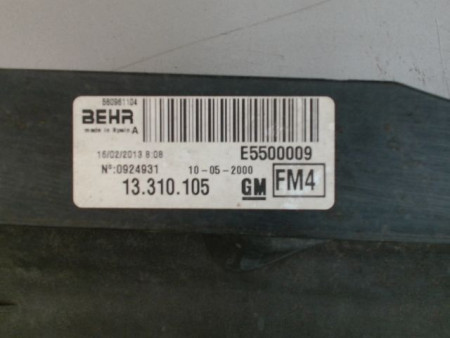 560961104
BEHR
made in Spain A
16/02/2013 8:08 E5500009
Nº:0924931 10-05-2000
13.310.105 GM FM4